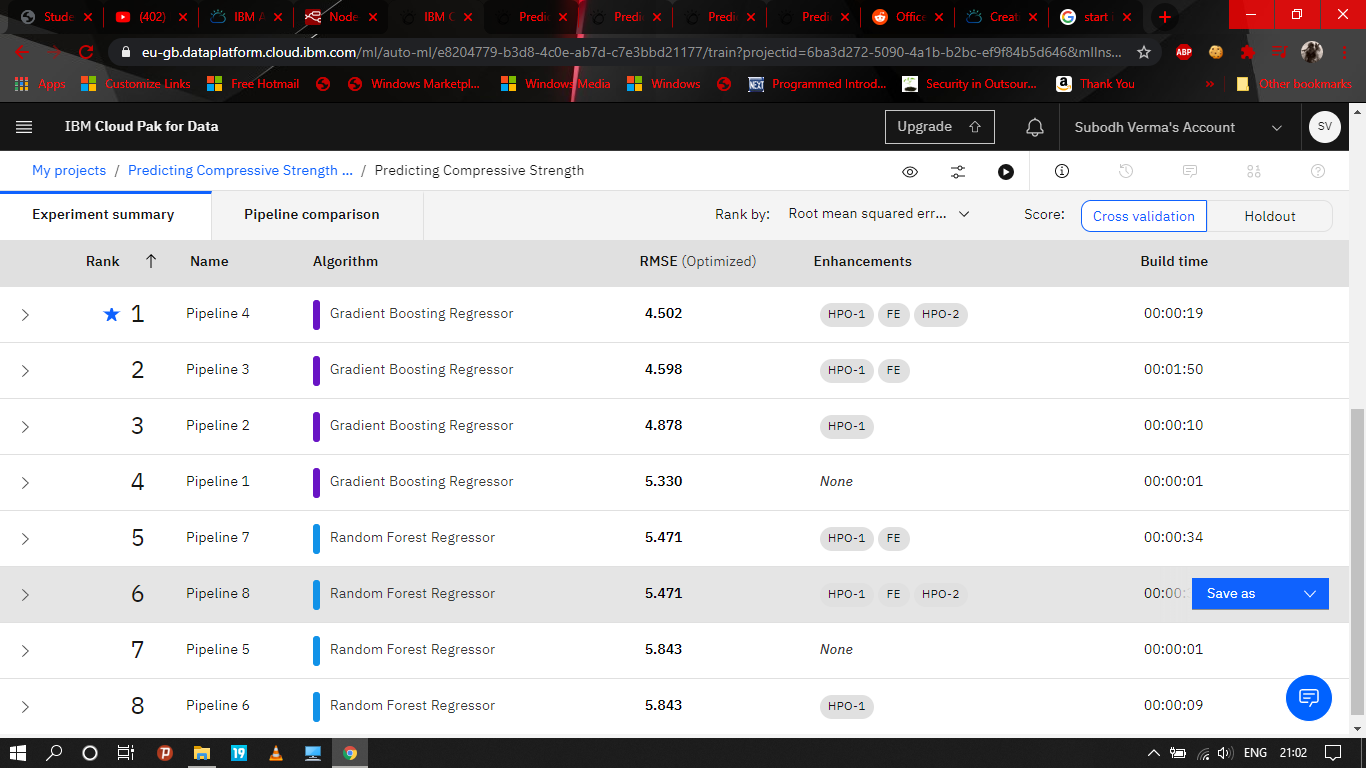 Stude
(402)
IBM A
Node
IBM C
Predi
Predi
Predi
Predi
Office
Creat
start i
eu-gb.dataplatform.cloud.ibm.com/ml/auto-ml/e8204779-b3d8-4c0e-ab7d-c7e3bbd21177/train?projectid=6ba3d272-5090-4a1b-b2bc-ef9f84b5d646&mlIns...
ABP
Apps Customize Links Free Hotmail Windows Marketpl... Windows Media Windows NEXT Programmed Introd... Security in Outsour... Thank You » Other bookmarks
IBM Cloud Pak for Data Upgrade Subodh Verma's Account SV
My projects / Predicting Compressive Strength ... / Predicting Compressive Strength
Experiment summary Pipeline comparison Rank by: Root mean squared err... Score: Cross validation Holdout
Rank Name Algorithm RMSE (Optimized) Enhancements Build time
1 Pipeline 4 Gradient Boosting Regressor 4.502 HPO-1 FE HPO-2 00:00:19
2 Pipeline 3 Gradient Boosting Regressor 4.598 HPO-1 FE 00:01:50
3 Pipeline 2 Gradient Boosting Regressor 4.878 HPO-1 00:00:10
4 Pipeline 1 Gradient Boosting Regressor 5.330 None 00:00:01
5 Pipeline 7 Random Forest Regressor 5.471 HPO-1 FE 00:00:34
6 Pipeline 8 Random Forest Regressor 5.471 HPO-1 FE HPO-2 00:00: Save as
7 Pipeline 5 Random Forest Regressor 5.843 None 00:00:01
8 Pipeline 6 Random Forest Regressor 5.843 HPO-1 00:00:09
19 ENG 21:02